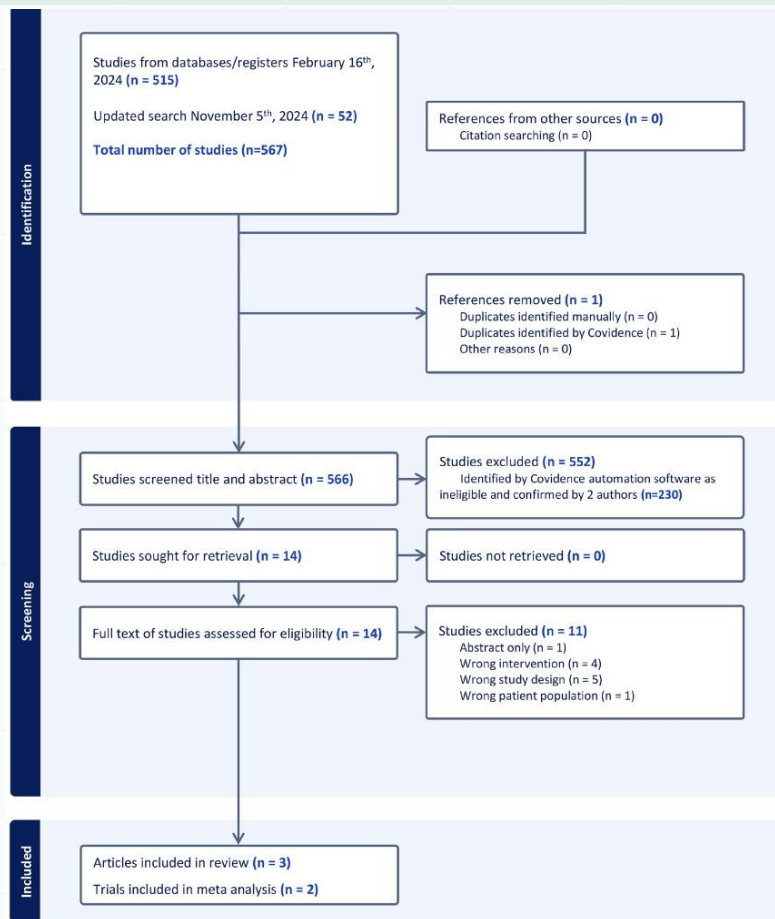 Identification
Studies from databases/registers February 16th,
2024 (n = 515)
Updated search November 5th, 2024 (n = 52)
Total number of studies (n=567)
References from other sources (n = 0)
Citation searching (n = 0)
References removed (n = 1)
Duplicates identified manually (n = 0)
Duplicates identified by Covidence (n = 1)
Other reasons (n = 0)
Screening
Studies screened title and abstract (n = 566)
Studies excluded (n = 552)
Identified by Covidence automation software as
ineligible and confirmed by 2 authors (n=230)
Studies sought for retrieval (n = 14)
Studies not retrieved (n = 0)
Full text of studies assessed for eligibility (n = 14)
Studies excluded (n = 11)
Abstract only (n = 1)
Wrong intervention (n = 4)
Wrong study design (n = 5)
Wrong patient population (n = 1)
Included
Articles included in review (n = 3)
Trials included in meta analysis (n = 2)